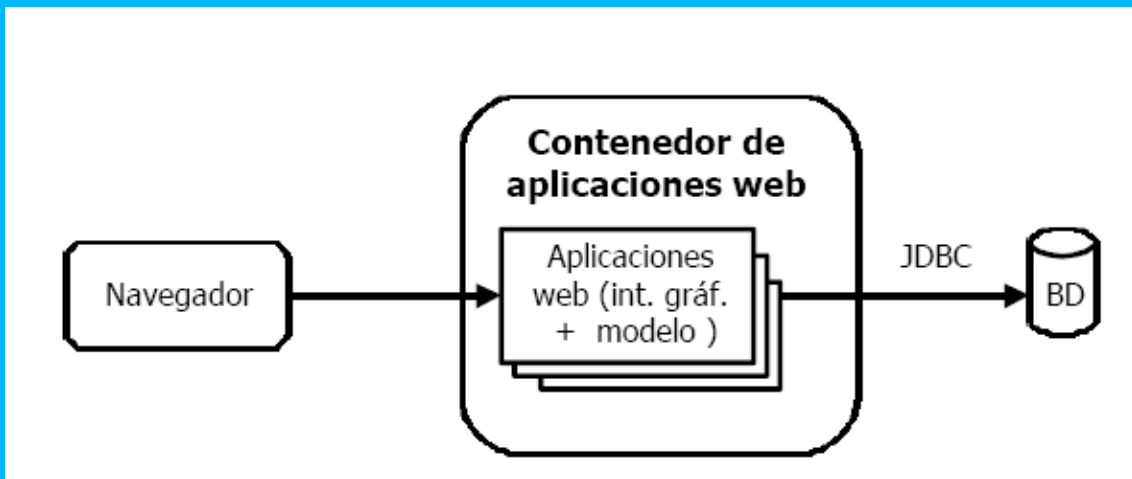 Contenedor de
aplicaciones web
Navegador
Aplicaciones
web (int. gráf.
+ modelo )
JDBC
BD